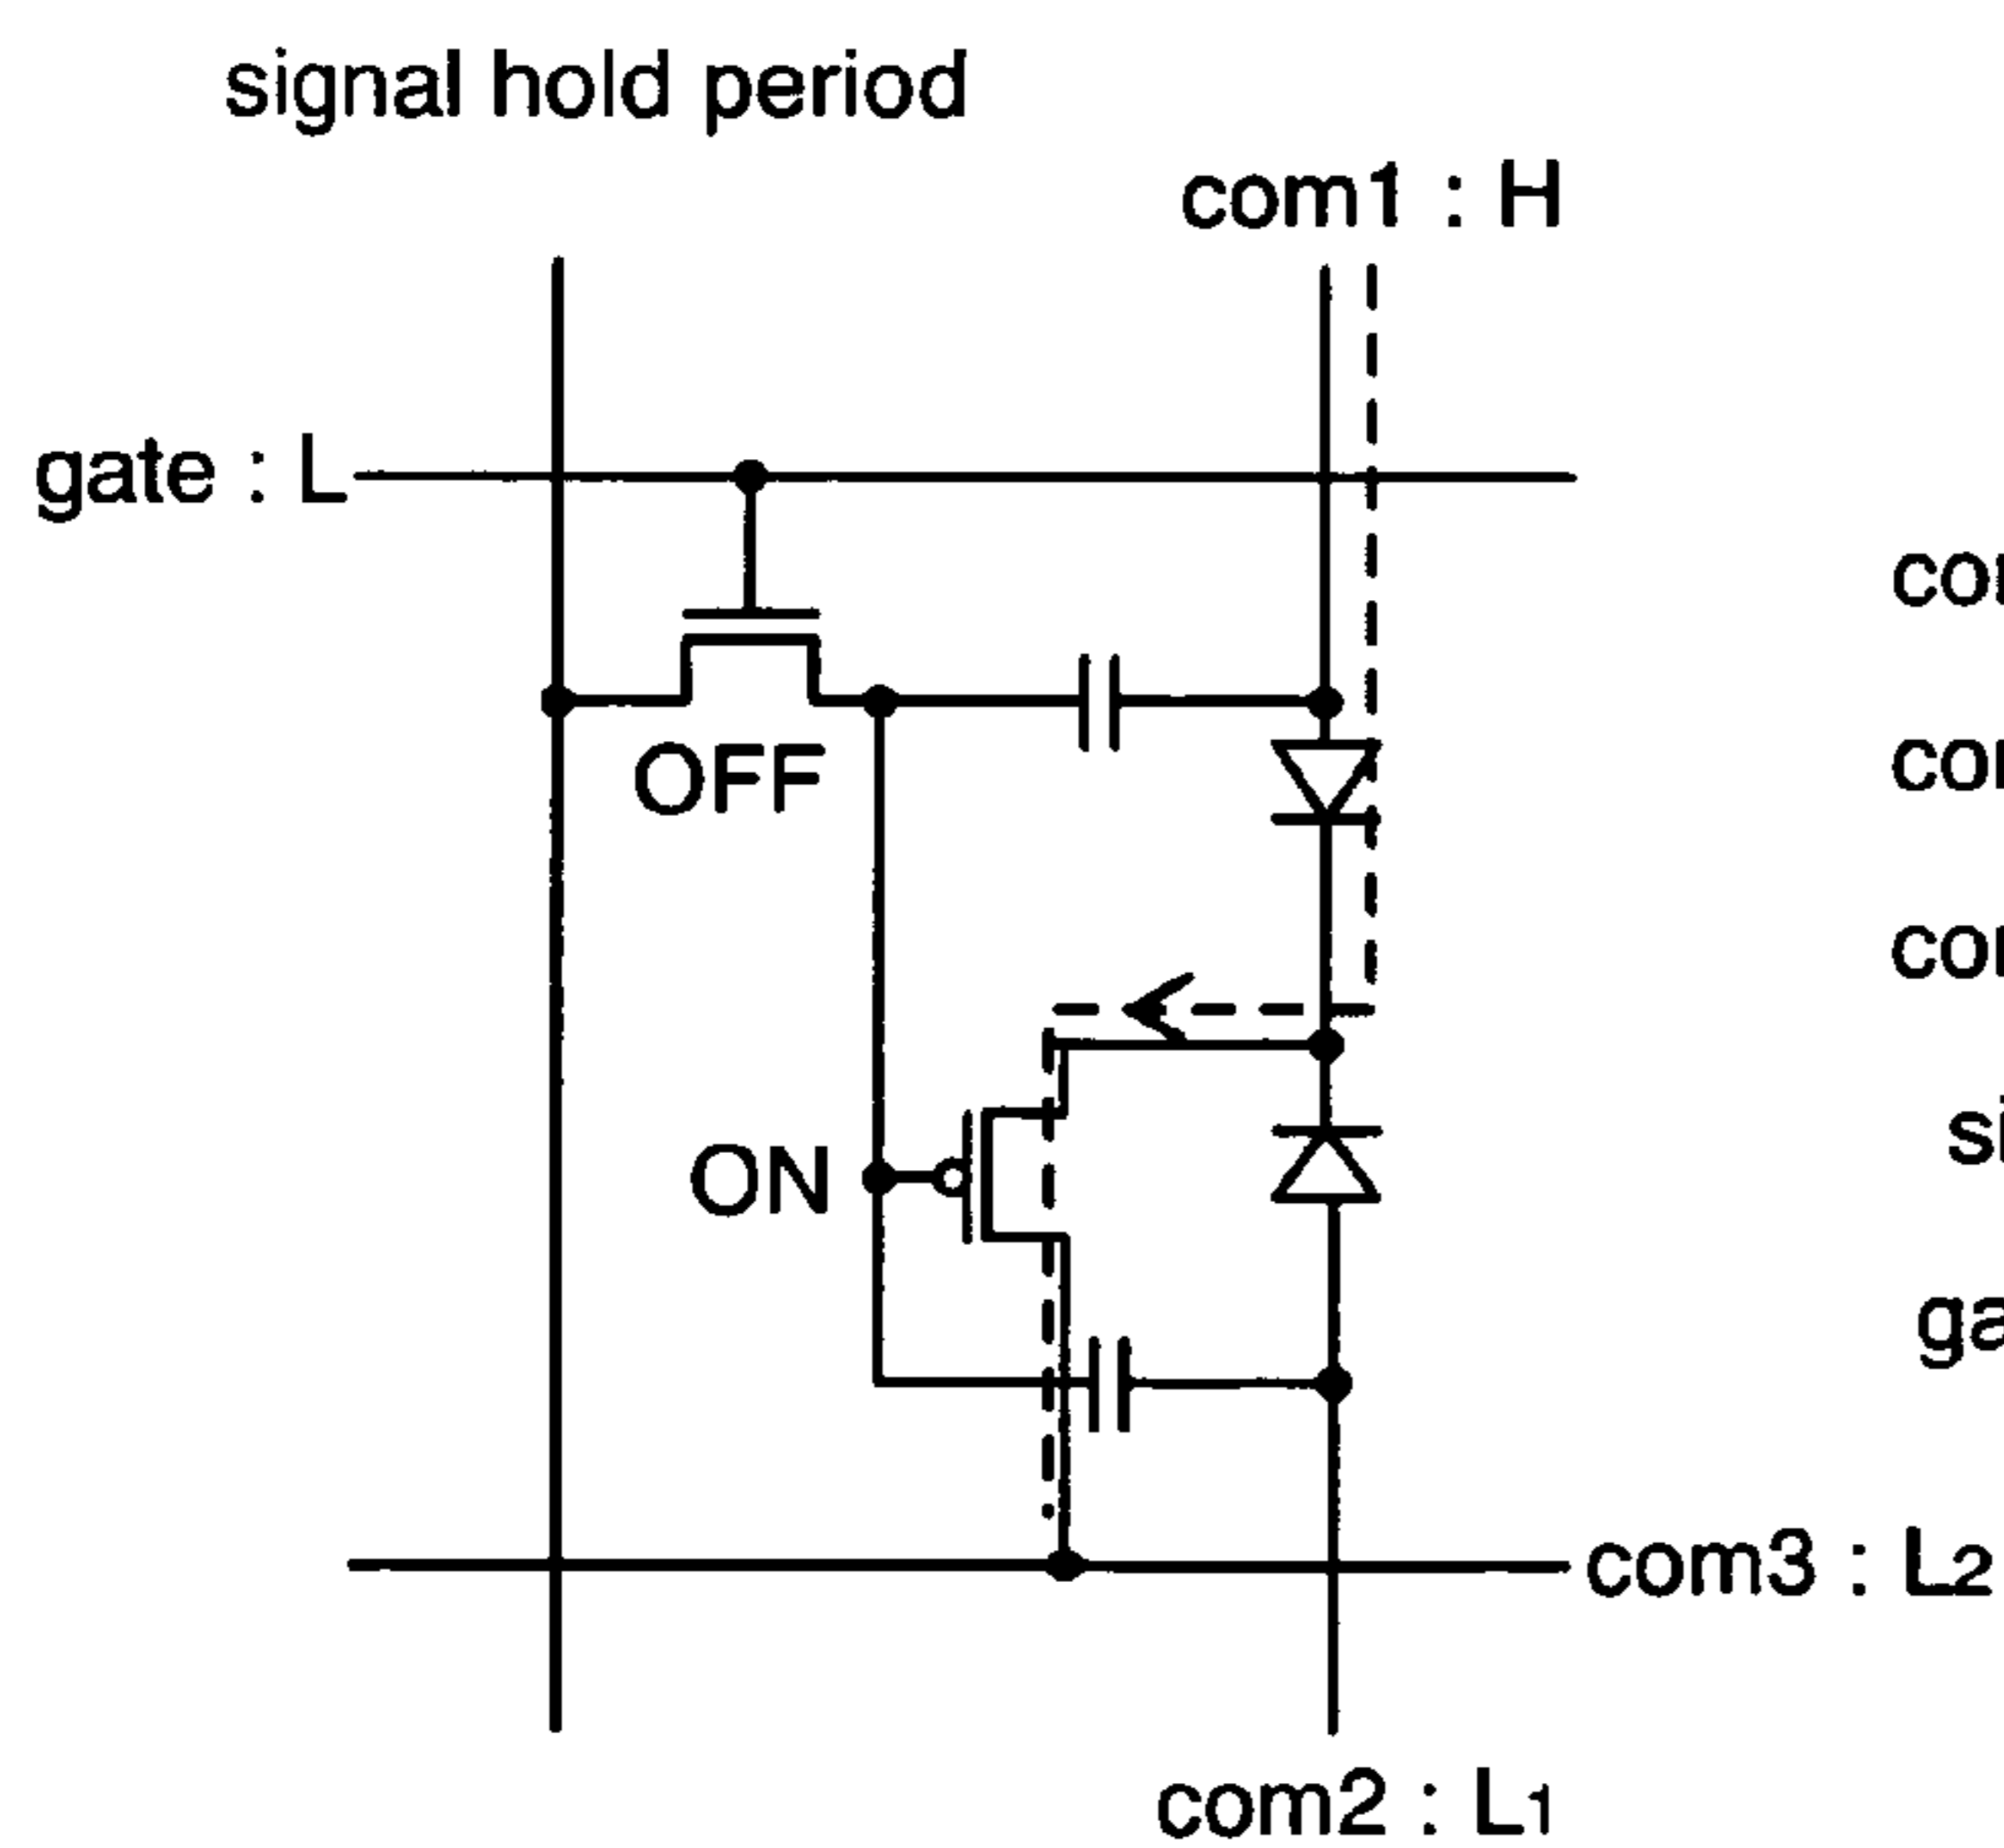 signal hold period
com1 : H
gate : L
OFF
ON
com3 : L2
com2 : L1